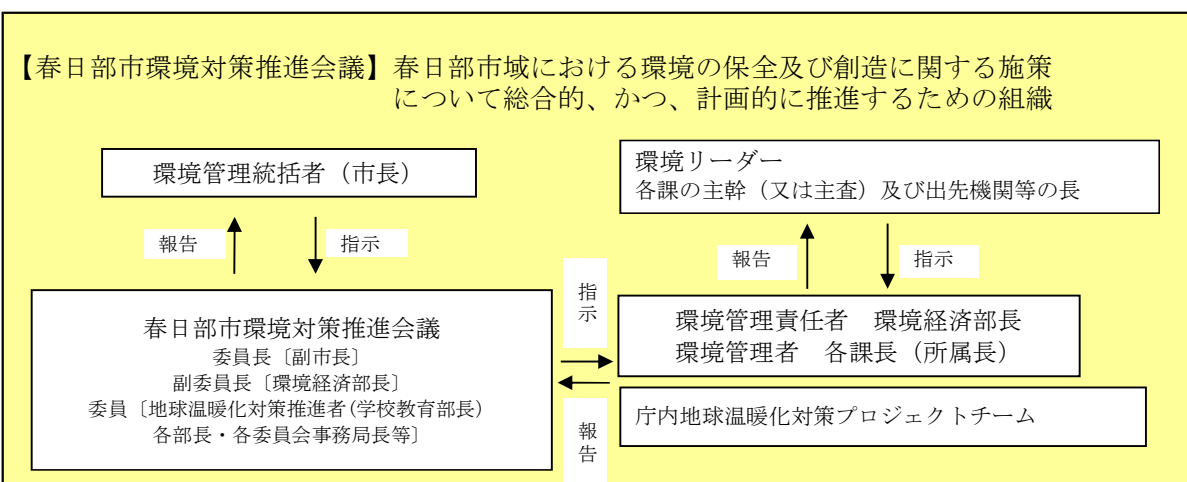 【春日部市環境対策推進会議】春日部市域における環境の保全及び創造に関する施策
について総合的、かつ、計画的に推進するための組織
環境管理統括者（市長）
報告
指示
春日部市環境対策推進会議
委員長〔副市長〕
副委員長〔環境経済部長〕
委員〔地球温暖化対策推進者(学校教育部長)
各部長・各委員会事務局長等〕
指示
報告
環境リーダー
各課の主幹（又は主査）及び出先機関等の長
報告
指示
環境管理責任者　環境経済部長
環境管理者　各課長（所属長）
庁内地球温暖化対策プロジェクトチーム